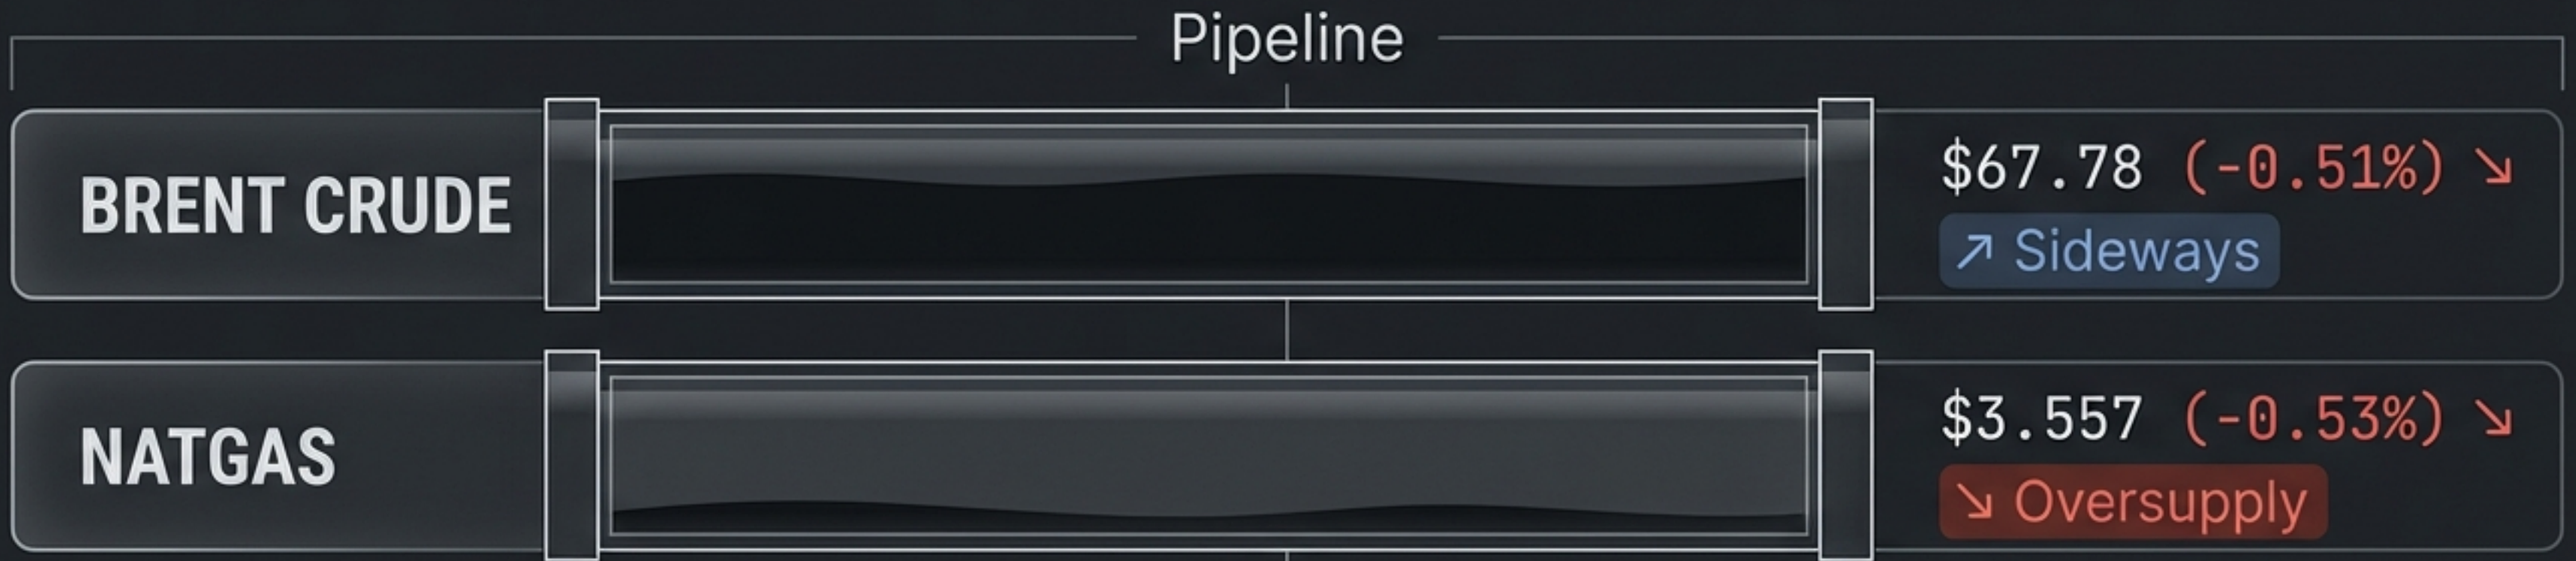 Pipeline
BRENT CRUDE
$67.78 (-0.51%) ↘
↗ Sideways
NATGAS
$3.557 (-0.53%) ↘
↘ Oversupply